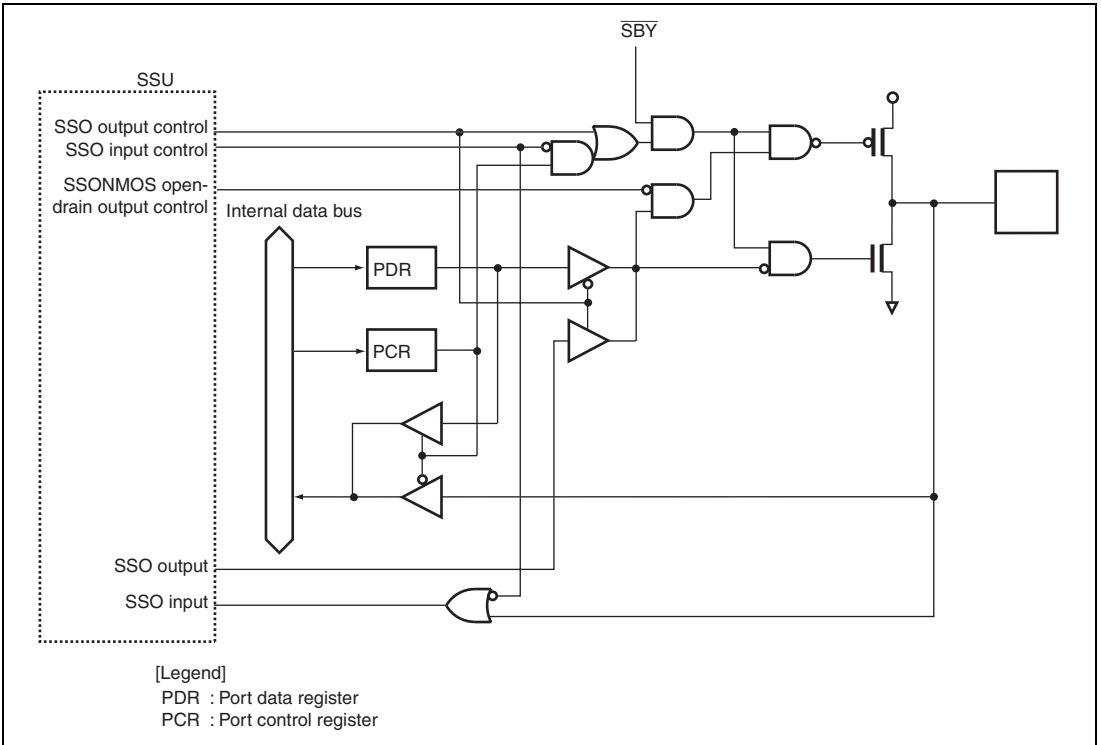 SBY
SSU
SSO output control
SSO input control
SSONMOS open-
drain output control
Internal data bus
PDR
PCR
SSO output
SSO input
[Legend]
PDR : Port data register
PCR : Port control register